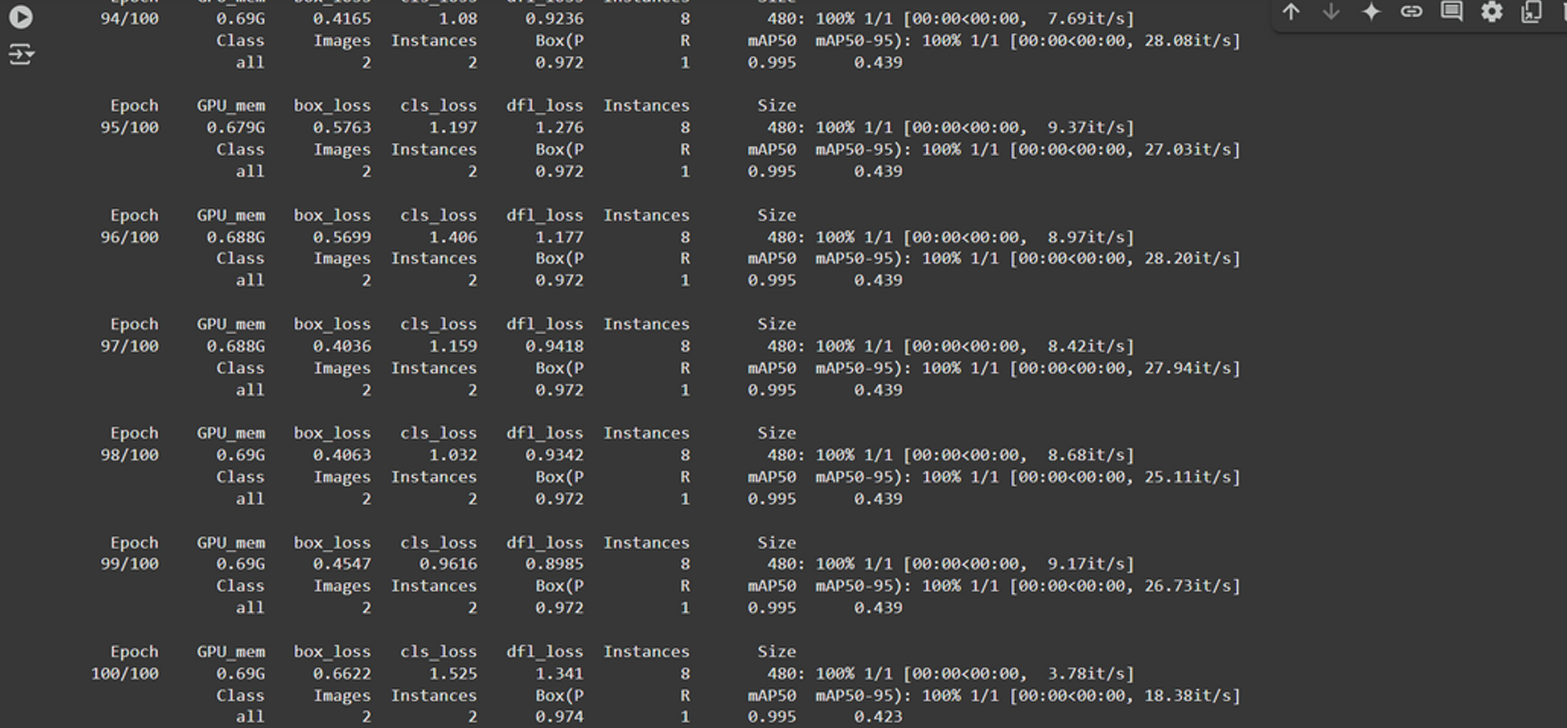 94/100 0.69G 0.4165 1.08 0.9236 8 480: 100% 1/1 [00:00<00:00, 7.69it/s]
Class Images Instances Box(P R mAP50 mAP50-95): 100% 1/1 [00:00<00:00, 28.08it/s]
all 2 2 0.972 1 0.995 0.439
Epoch GPU_mem box_loss cls_loss dfl_loss Instances Size
95/100 0.679G 0.5763 1.197 1.276 8 480: 100% 1/1 [00:00<00:00, 9.37it/s]
Class Images Instances Box(P R mAP50 mAP50-95): 100% 1/1 [00:00<00:00, 27.03it/s]
all 2 2 0.972 1 0.995 0.439
Epoch GPU_mem box_loss cls_loss dfl_loss Instances Size
96/100 0.688G 0.5699 1.406 1.177 8 480: 100% 1/1 [00:00<00:00, 8.97it/s]
Class Images Instances Box(P R mAP50 mAP50-95): 100% 1/1 [00:00<00:00, 28.20it/s]
all 2 2 0.972 1 0.995 0.439
Epoch GPU_mem box_loss cls_loss dfl_loss Instances Size
97/100 0.688G 0.4036 1.159 0.9418 8 480: 100% 1/1 [00:00<00:00, 8.42it/s]
Class Images Instances Box(P R mAP50 mAP50-95): 100% 1/1 [00:00<00:00, 27.94it/s]
all 2 2 0.972 1 0.995 0.439
Epoch GPU_mem box_loss cls_loss dfl_loss Instances Size
98/100 0.69G 0.4063 1.032 0.9342 8 480: 100% 1/1 [00:00<00:00, 8.68it/s]
Class Images Instances Box(P R mAP50 mAP50-95): 100% 1/1 [00:00<00:00, 25.11it/s]
all 2 2 0.972 1 0.995 0.439
Epoch GPU_mem box_loss cls_loss dfl_loss Instances Size
99/100 0.69G 0.4547 0.9616 0.8985 8 480: 100% 1/1 [00:00<00:00, 9.17it/s]
Class Images Instances Box(P R mAP50 mAP50-95): 100% 1/1 [00:00<00:00, 26.73it/s]
all 2 2 0.972 1 0.995 0.439
Epoch GPU_mem box_loss cls_loss dfl_loss Instances Size
100/100 0.69G 0.6622 1.525 1.341 8 480: 100% 1/1 [00:00<00:00, 3.78it/s]
Class Images Instances Box(P R mAP50 mAP50-95): 100% 1/1 [00:00<00:00, 18.38it/s]
all 2 2 0.974 1 0.995 0.423